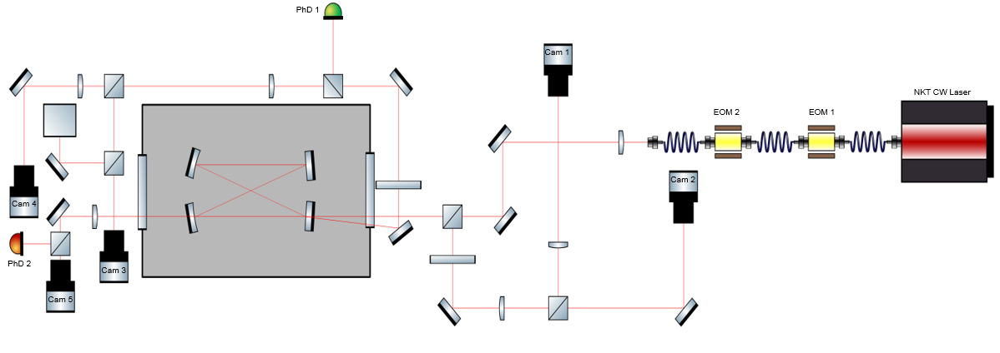 PhD 1
Cam 1
NKT CW Laser
EOM 2
EOM 1
Cam 2
Cam 4
PhD 2
Cam 3
Cam 5